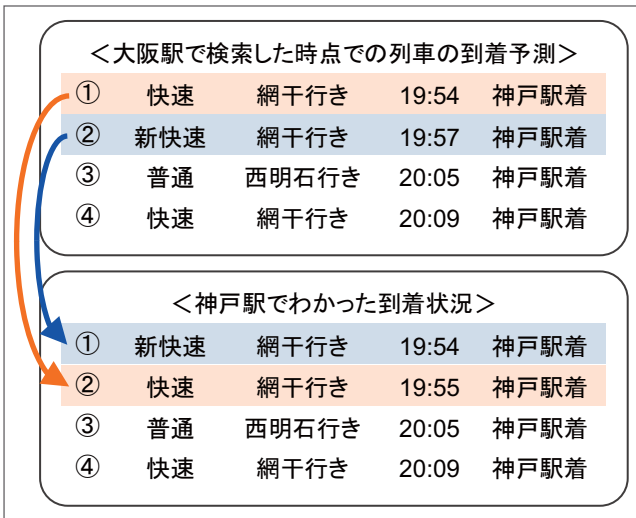 ＜大阪駅で検索した時点での列車の到着予測＞
① 快速 網干行き 19:54 神戸駅着
② 新快速 網干行き 19:57 神戸駅着
③ 普通 西明石行き 20:05 神戸駅着
④ 快速 網干行き 20:09 神戸駅着
＜神戸駅でわかった到着状況＞
① 新快速 網干行き 19:54 神戸駅着
② 快速 網干行き 19:55 神戸駅着
③ 普通 西明石行き 20:05 神戸駅着
④ 快速 網干行き 20:09 神戸駅着